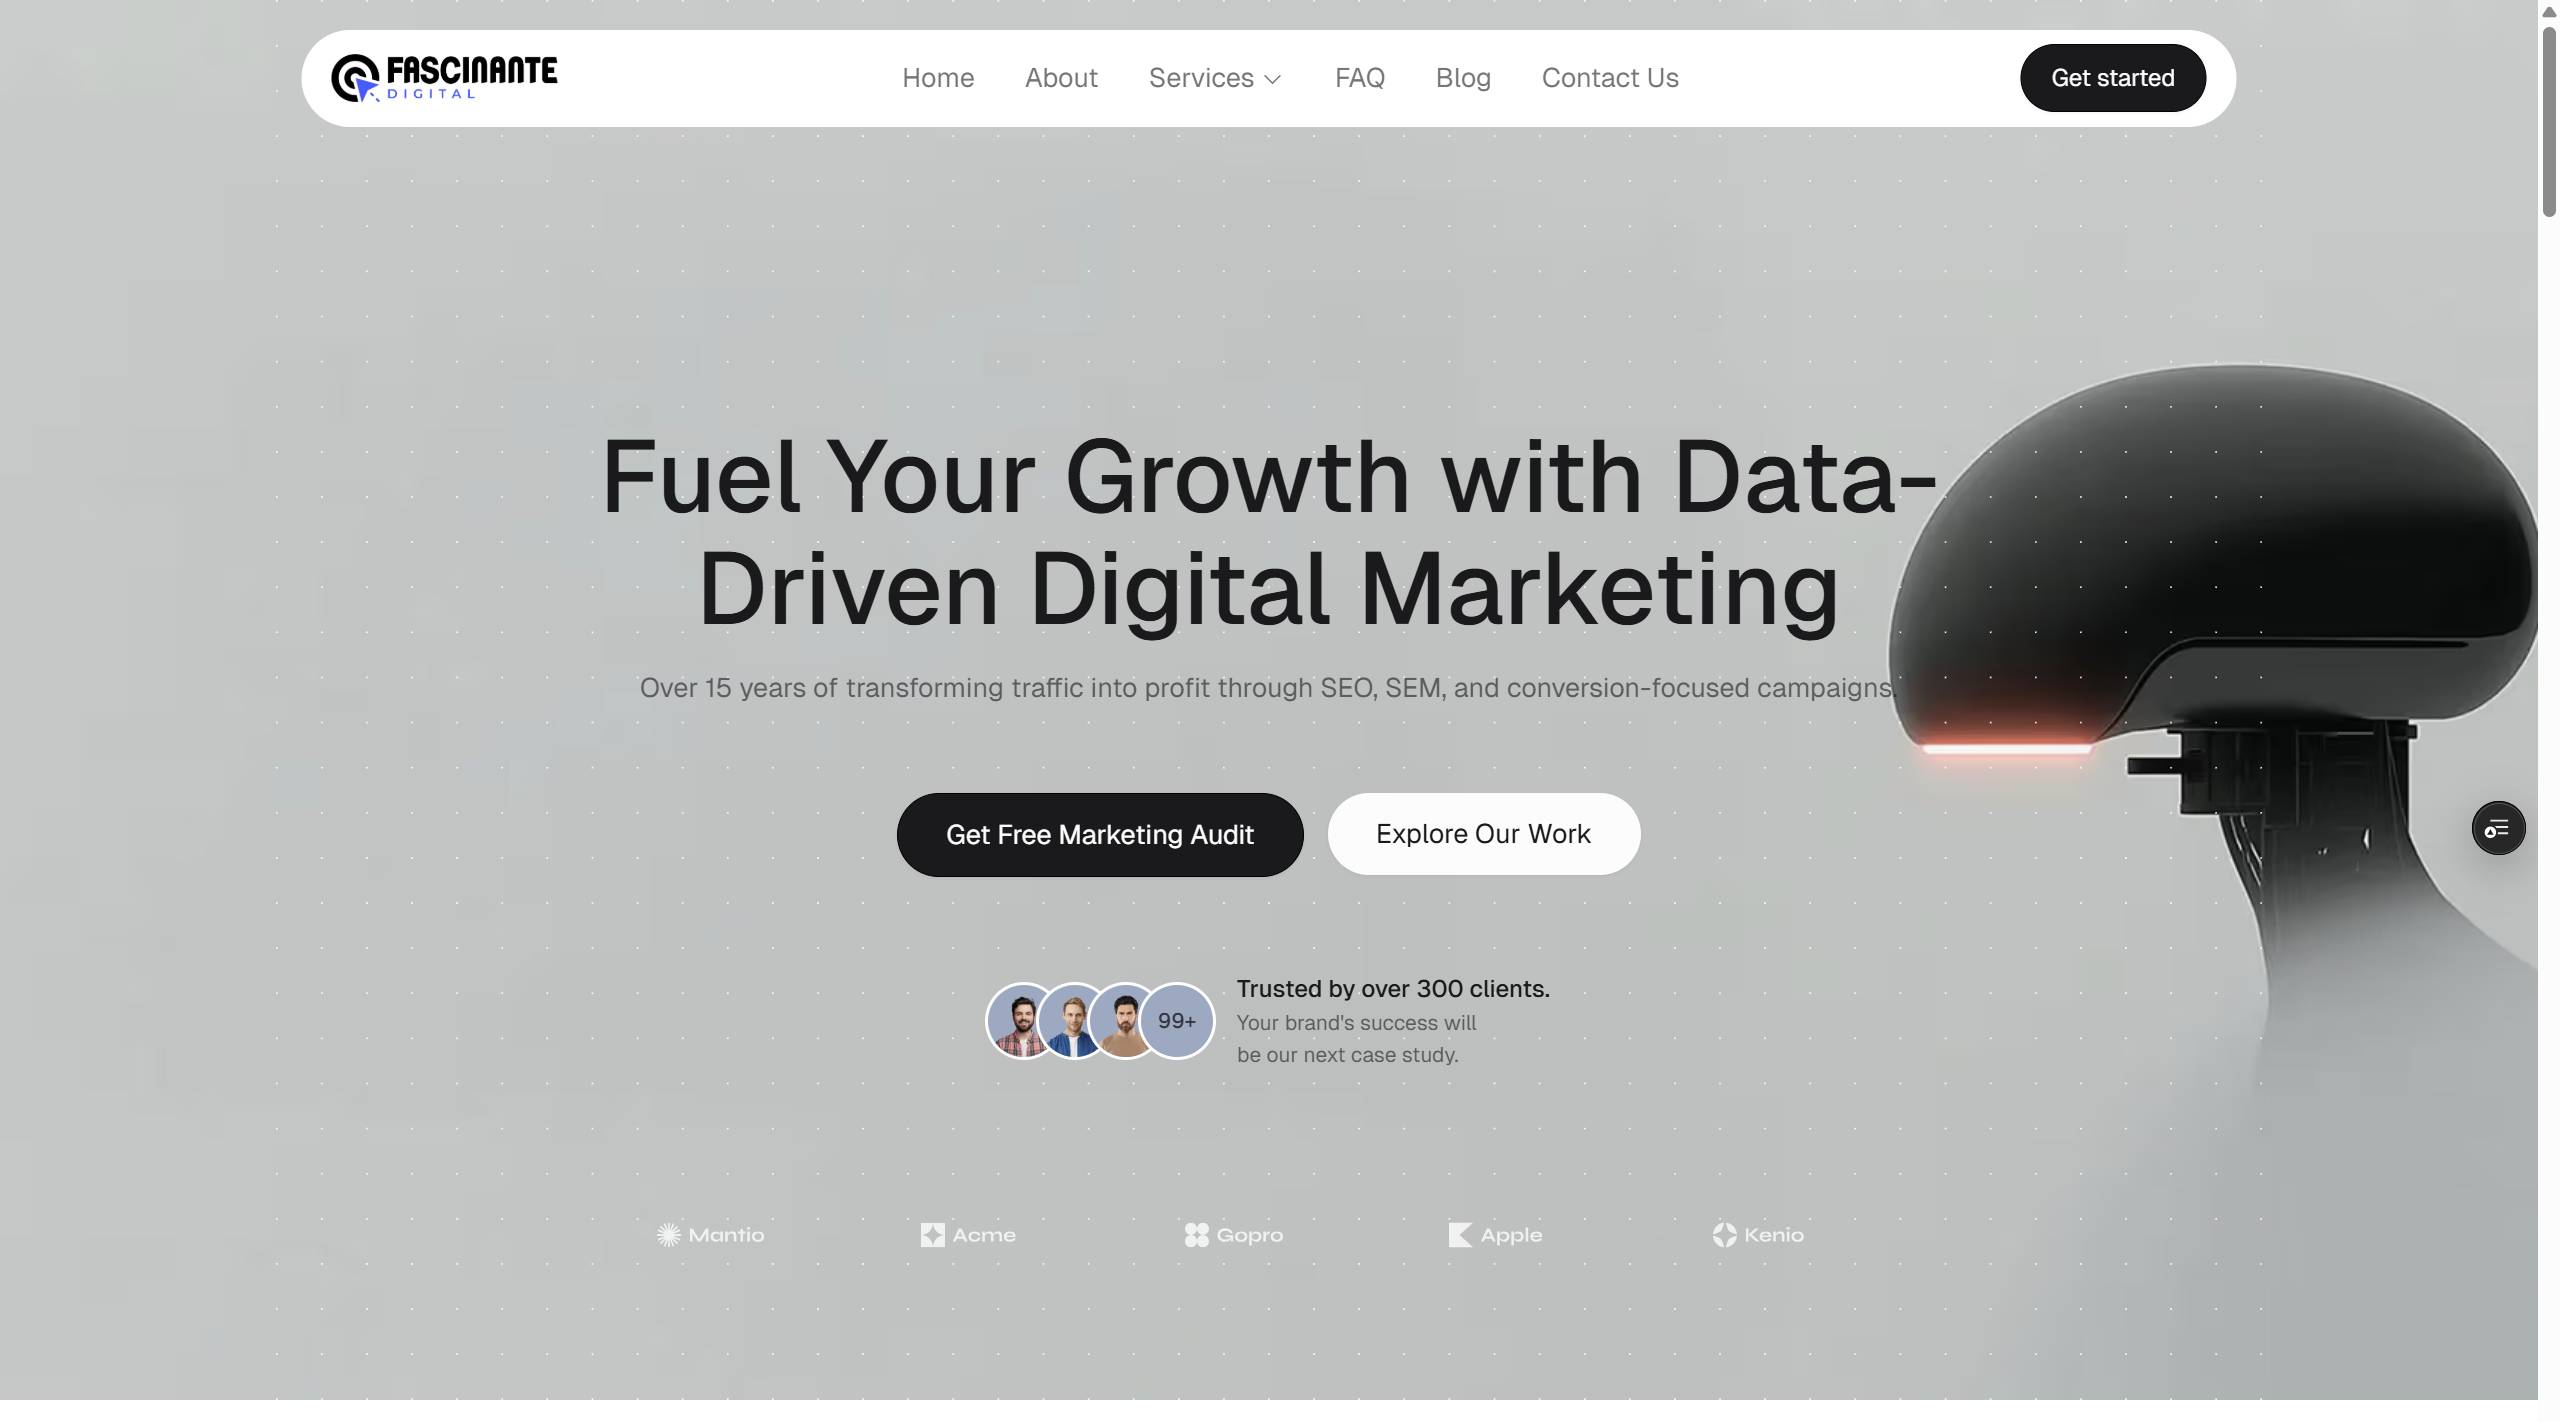 FASCINANTE
DIGITAL
Home
About
Services
FAQ
Blog
Contact Us
Get started
Fuel Your Growth with Data-
Driven Digital Marketing
Over 15 years of transforming traffic into profit through SEO, SEM, and conversion-focused campaigns.
Get Free Marketing Audit
Explore Our Work
99+
Trusted by over 300 clients.
Your brand's success will
be our next case study.
Mantio
Acme
Gopro
Apple
Kenio